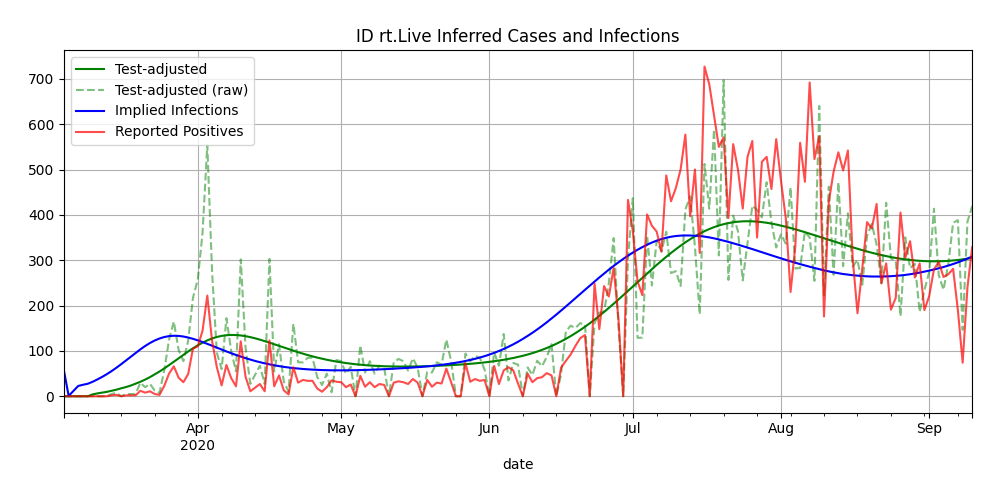 ID rt.Live Inferred Cases and Infections
Test-adjusted
Test-adjusted (raw)
Implied Infections
Reported Positives
700
600
500
400
300
200
100
0
Apr May Jun Jul Aug Sep
2020
date